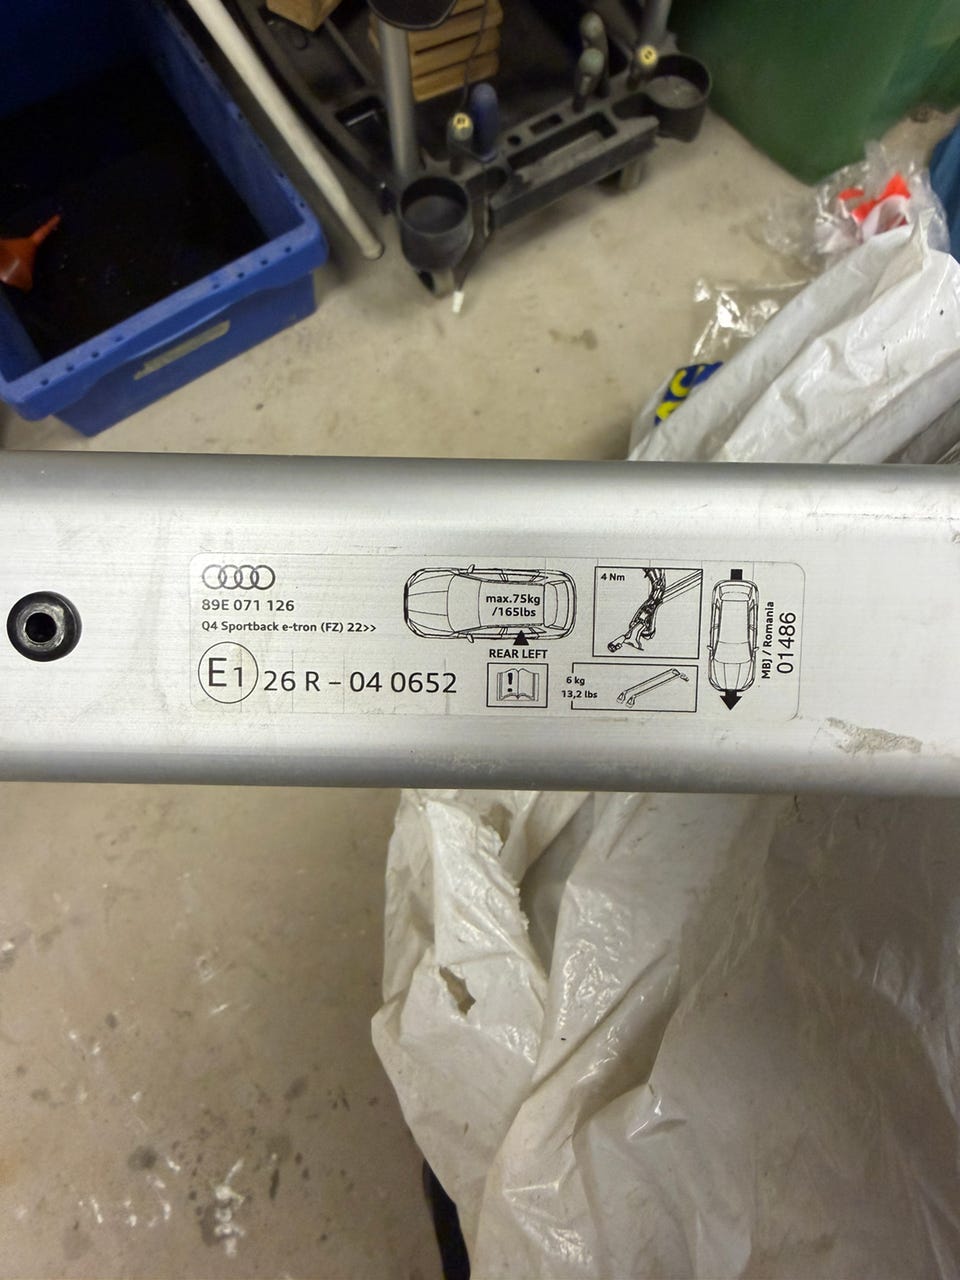 89E 071 126
Q4 Sportback e-tron (FZ) 22>>
E1 26 R – 04 0652
max.75kg
/165lbs
REAR LEFT
!
4 Nm
6 kg
13,2 lbs
MBJ / Romania
01486